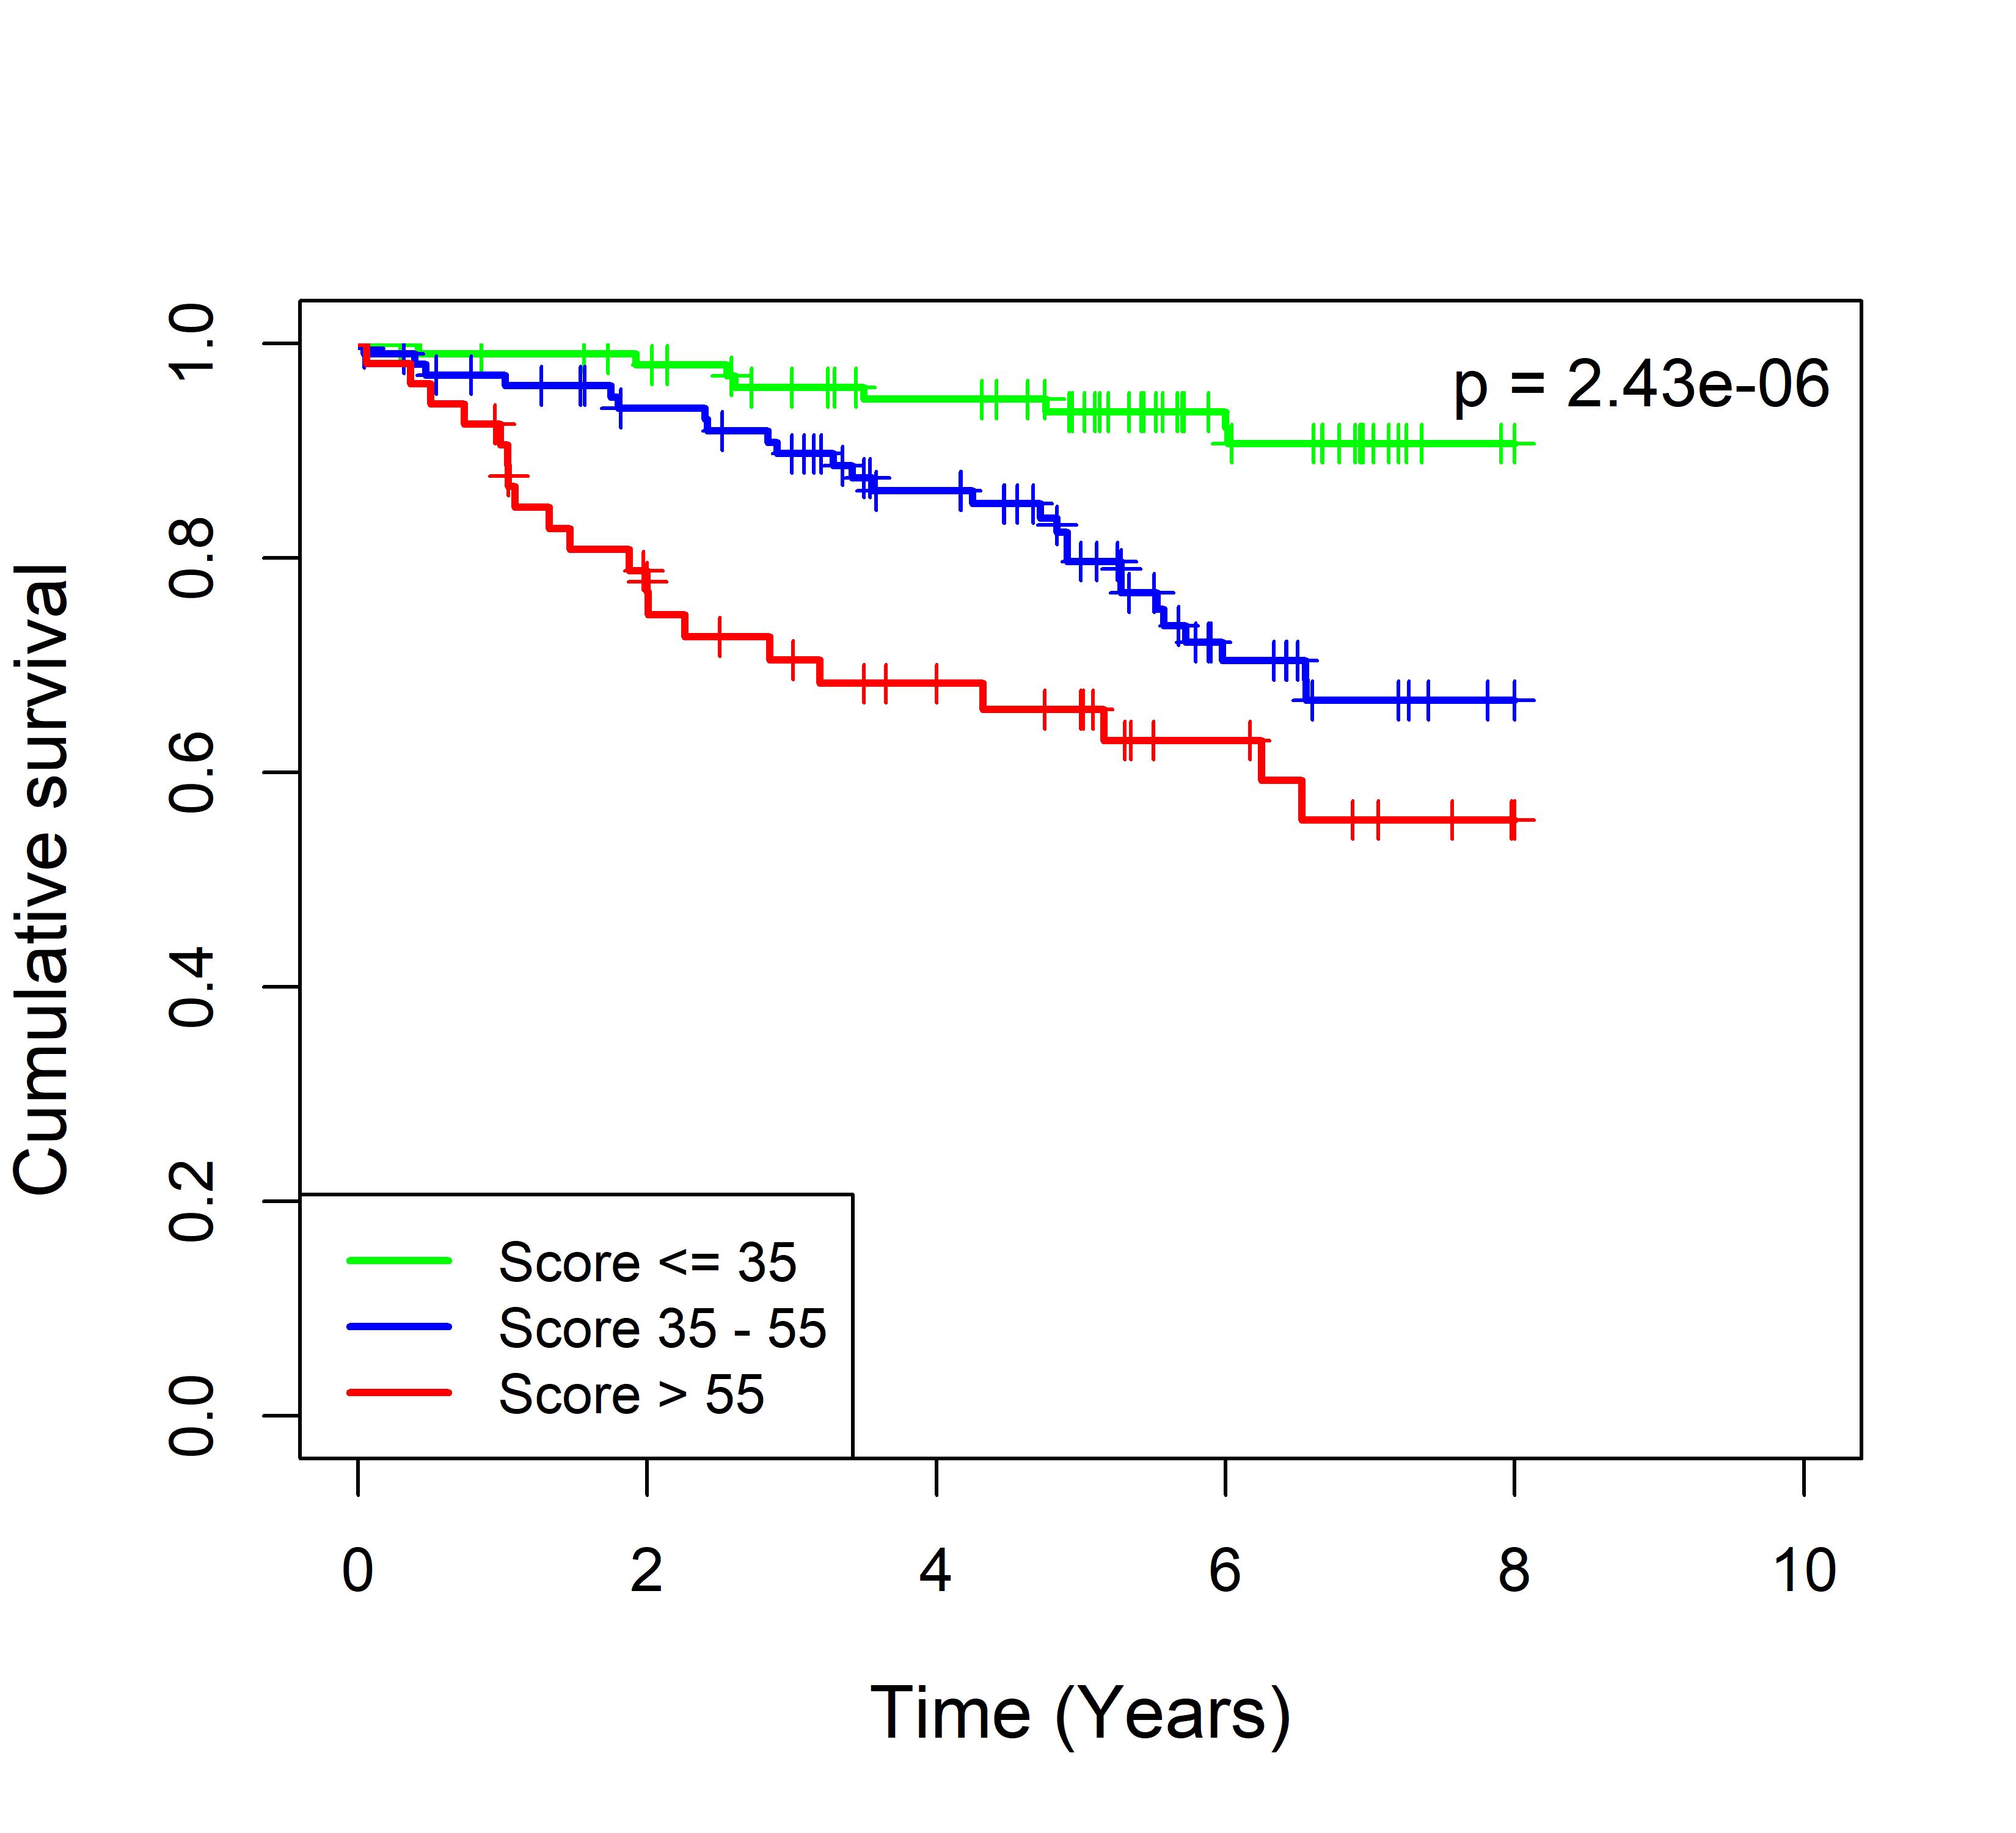 p = 2.43e-06
Cumulative survival
1.0
0.8
0.6
0.4
0.2
0.0
Score <= 35
Score 35 - 55
Score > 55
0 2 4 6 8 10
Time (Years)